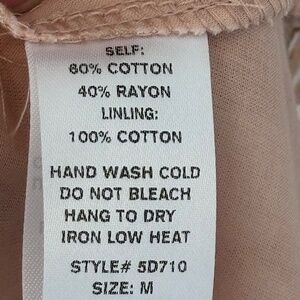 SELF:
60% COTTON
40% RAYON
LINLING:
100% COTTON
HAND WASH COLD
DO NOT BLEACH
HANG TO DRY
IRON LOW HEAT
STYLE# 5D710
SIZE: M